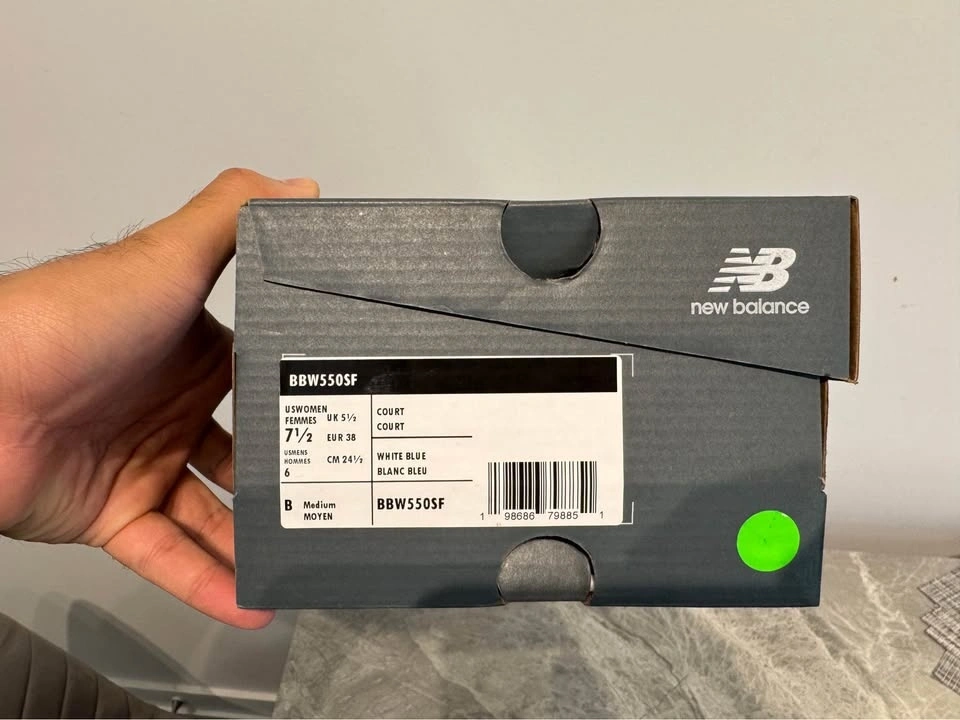 NB
new balance
BBW550SF
USWOMEN
FEMMES
7½
UK 5½
EUR 38
USMENS
HOMMES
6
CM 24½
COURT
COURT
WHITE BLUE
BLANC BLEU
B Medium
MOYEN
BBW550SF
1 98686 79885 1